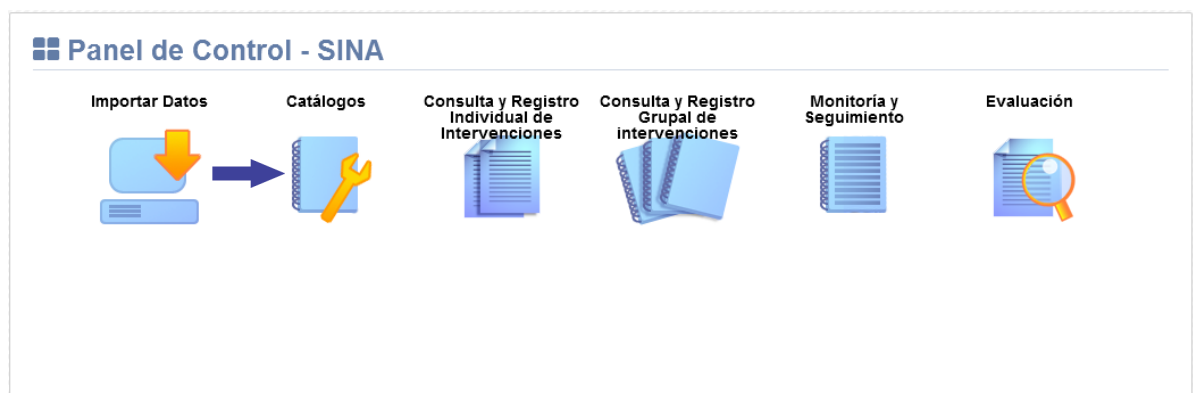 Panel de Control - SINA
Importar Datos
Catálogos
Consulta y Registro
Individual de
Intervenciones
Consulta y Registro
Grupal de
intervenciones
Monitoría y
Seguimiento
Evaluación